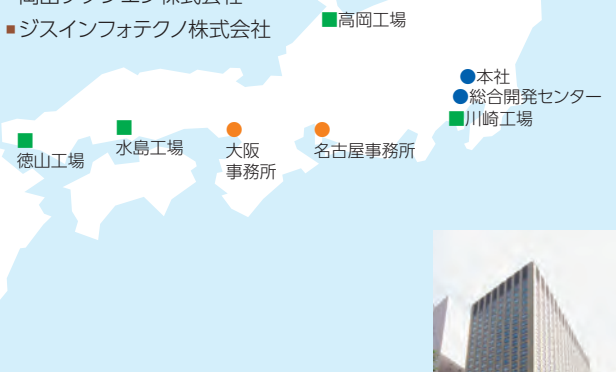 ジスインフォテクノ株式会社
高岡工場
本社
総合開発センター
川崎工場
徳山工場
水島工場
大阪
事務所
名古屋事務所